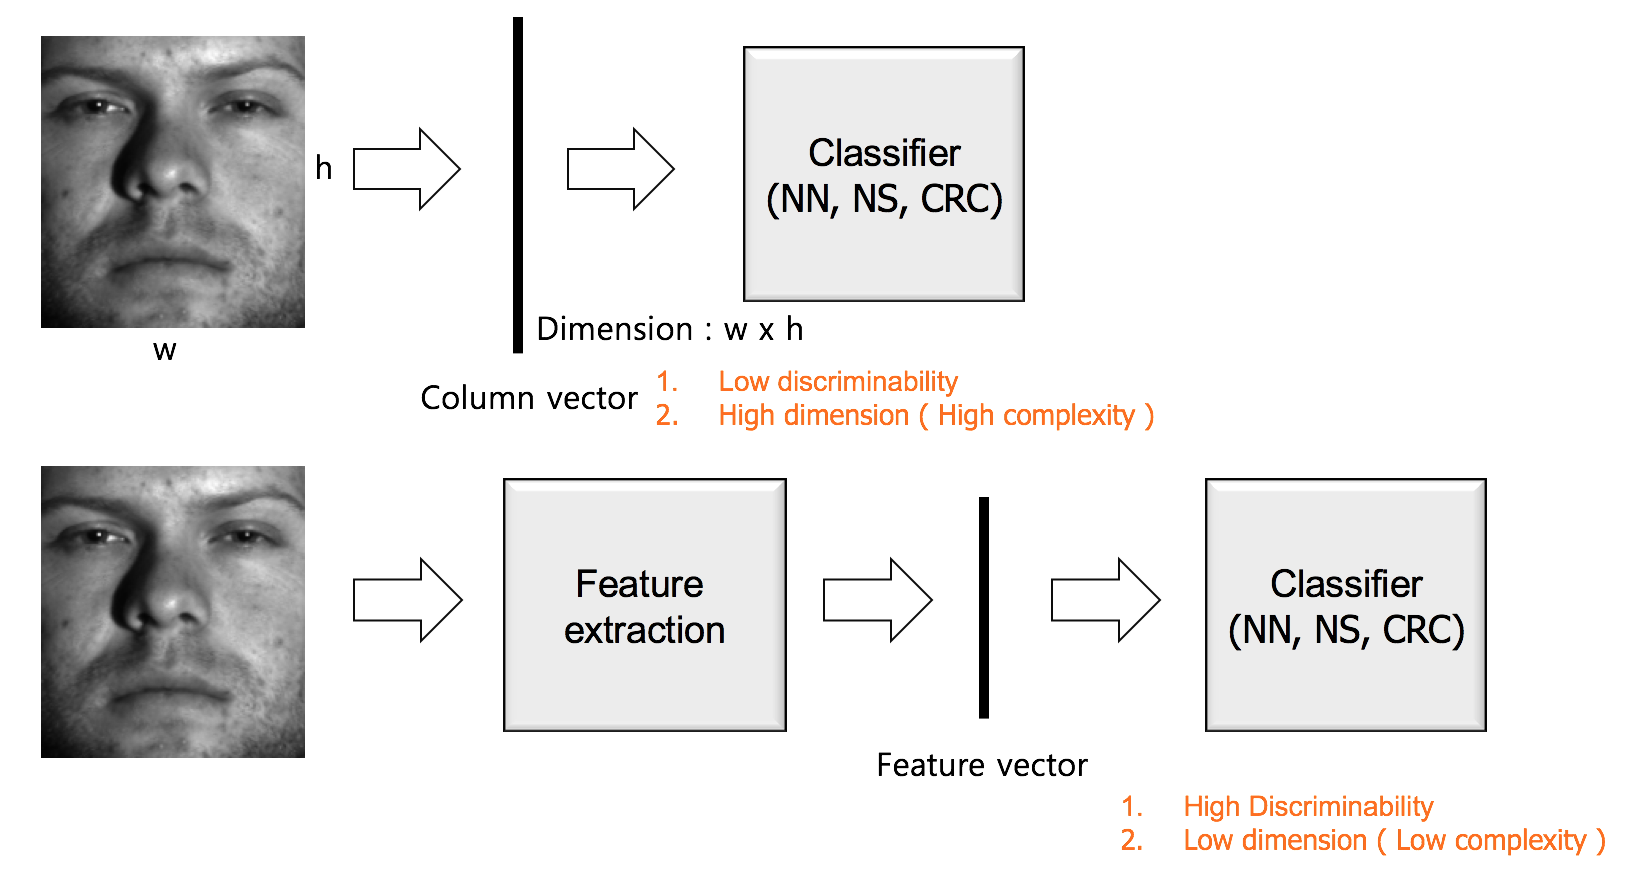 h
w
Classifier
(NN, NS, CRC)
Dimension : w x h
Column vector
1. Low discriminability
2. High dimension ( High complexity )
Feature
extraction
Classifier
(NN, NS, CRC)
Feature vector
1. High Discriminability
2. Low dimension ( Low complexity )